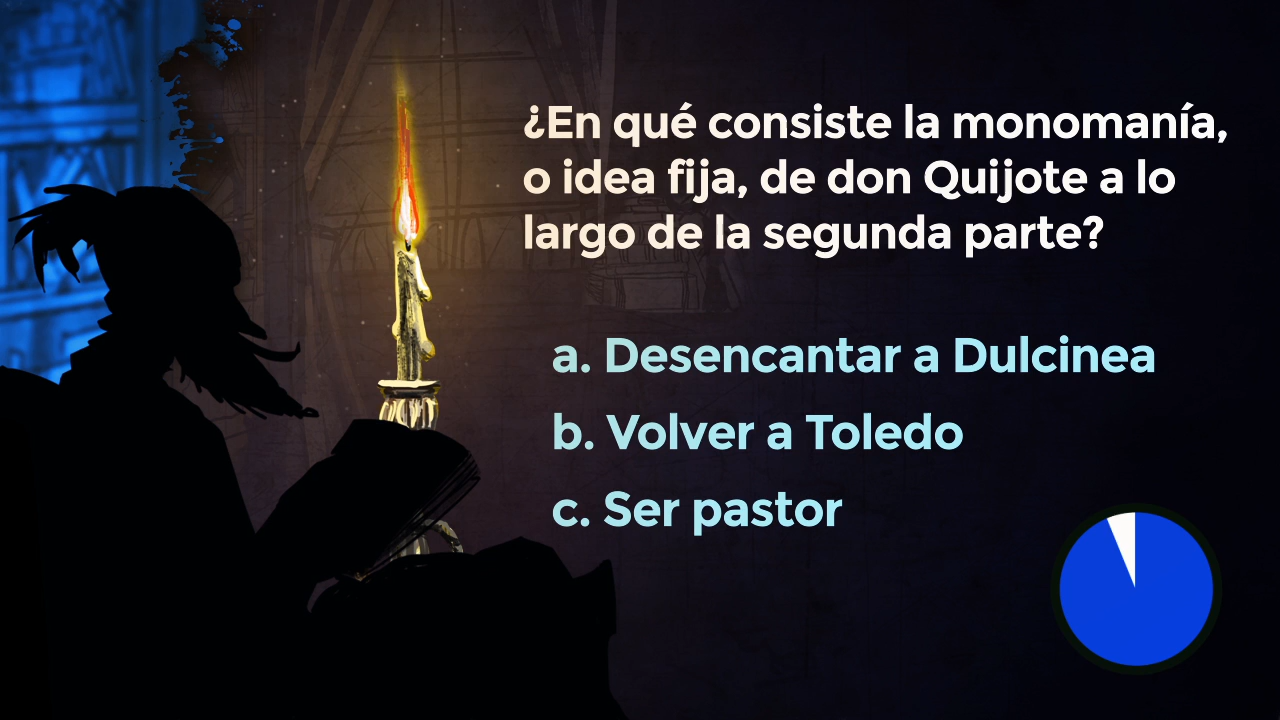 ¿En qué consiste la monomanía,
o idea fija, de don Quijote a lo
largo de la segunda parte?
a. Desencantar a Dulcinea
b. Volver a Toledo
c. Ser pastor